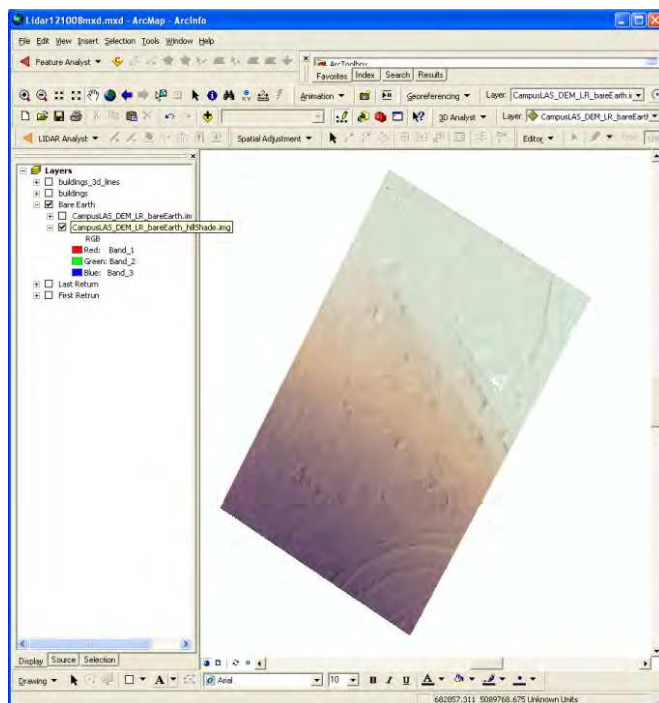 Lidar121008mxd.mxd - ArcMap - ArcInfo
File Edit View Insert Selection Tools Window Help
Feature Analyst
ArcToolbox
Favorites Index Search Results
Animation Georeferencing Layer: CampusLAS_DEM_LR_bareEarth.i
3D Analyst Layer: CampusLAS_DEM_LR_bareEarth
LIDAR Analyst Spatial Adjustment Editor
Layers
buildings_3d_lines
buildings
Bare Earth
CampusLAS_DEM_LR_bareEarth.im
CampusLAS_DEM_LR_bareEarth_hillShade.img
RGB
Red: Band_1
Green: Band_2
Blue: Band_3
Last Return
First Retrun
Display Source Selection
Drawing A Arial 10 B I U A
682857.311 5089768.675 Unknown Units